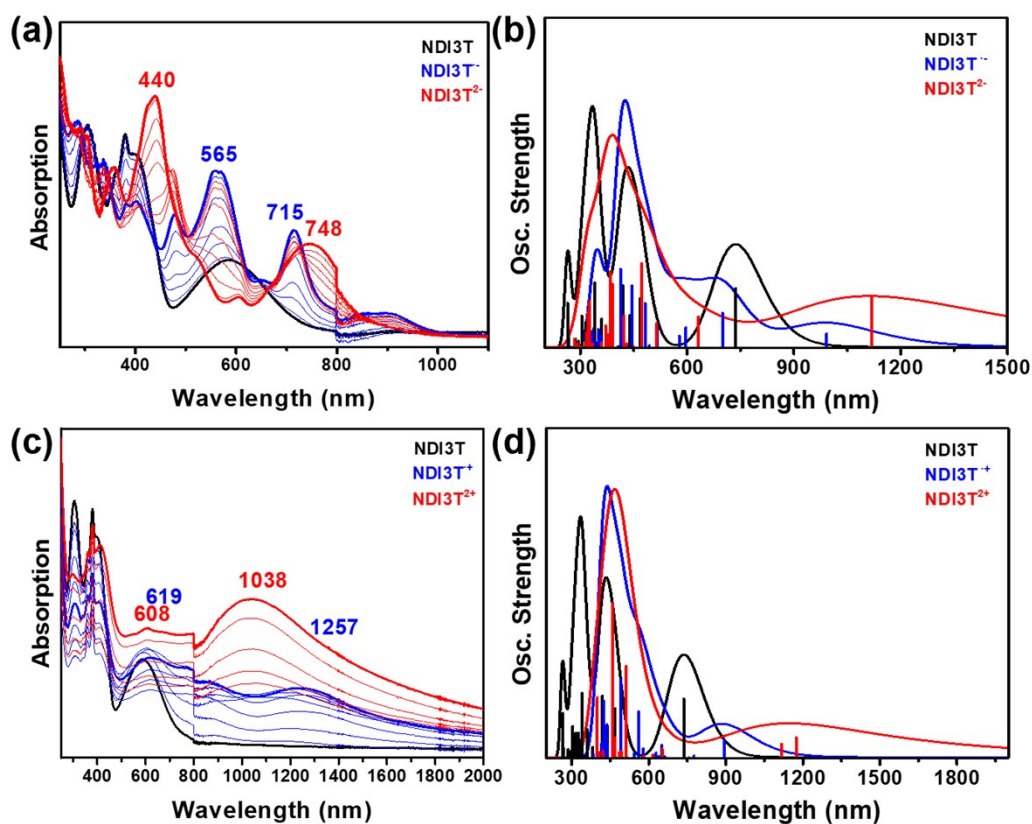 (a)
NDI3T
NDI3T·-
NDI3T2-
440
565
715
748
Absorption
400 600 800 1000
Wavelength (nm)
(b)
NDI3T
NDI3T·-
NDI3T2-
Osc. Strength
300 600 900 1200 1500
Wavelength (nm)
(c)
NDI3T
NDI3T·+
NDI3T2+
619
608
1038
1257
Absorption
400 600 800 1000 1200 1400 1600 1800 2000
Wavelength (nm)
(d)
NDI3T
NDI3T·+
NDI3T2+
Osc. Strength
300 600 900 1200 1500 1800
Wavelength (nm)